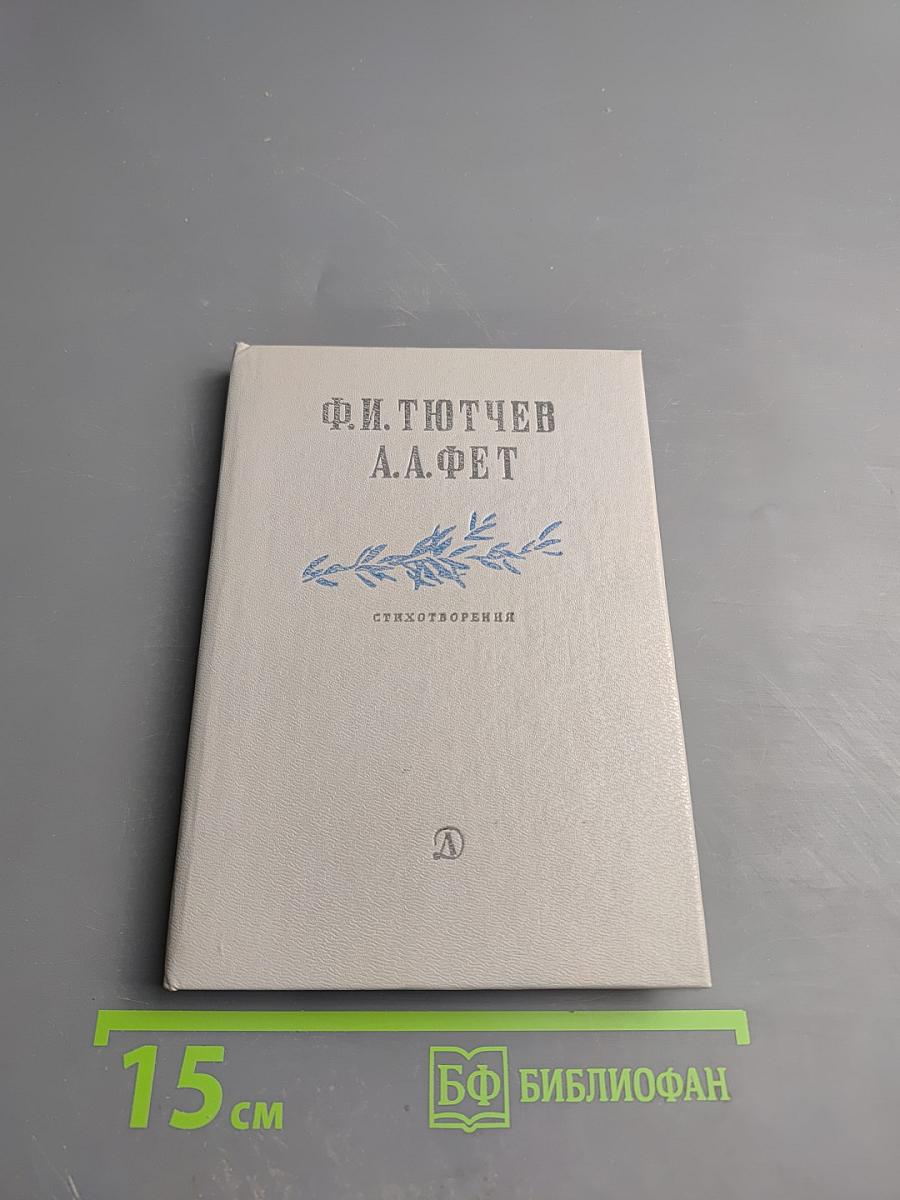 Ф.И.ТЮТЧЕВ
А.А.ФЕТ
СТИХОТВОРЕНИЯ
Д
15 см
БФ БИБЛИОФАН